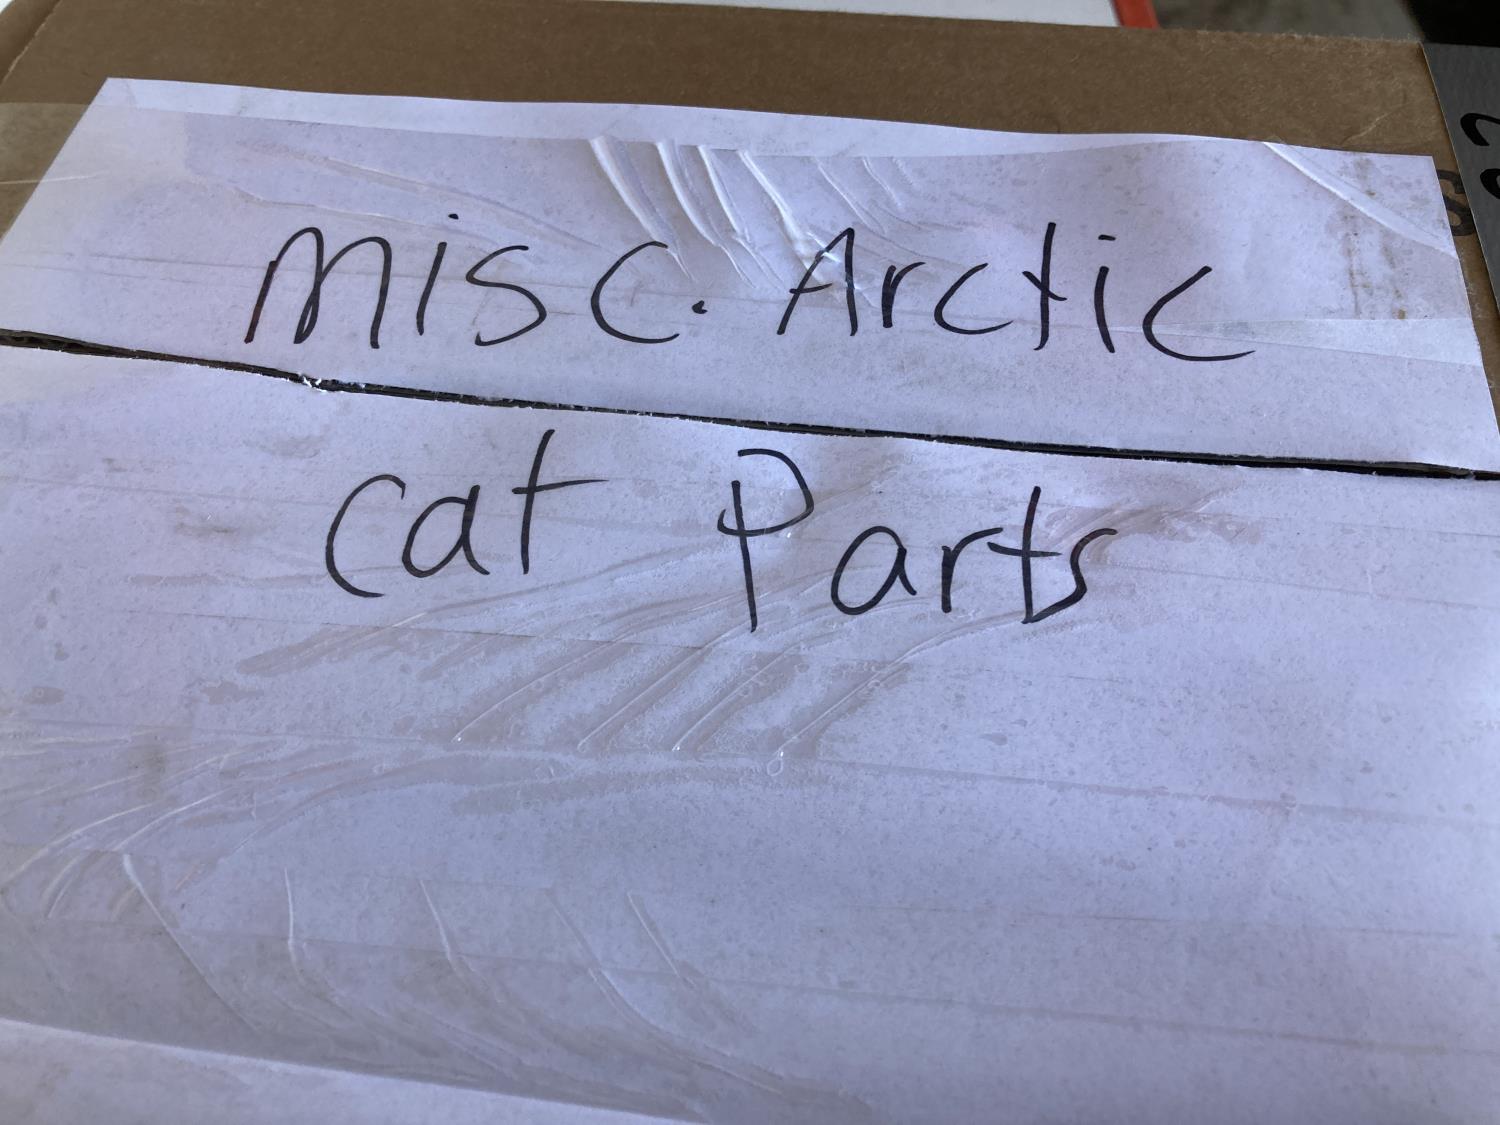 misc. Arctic
cat Parts